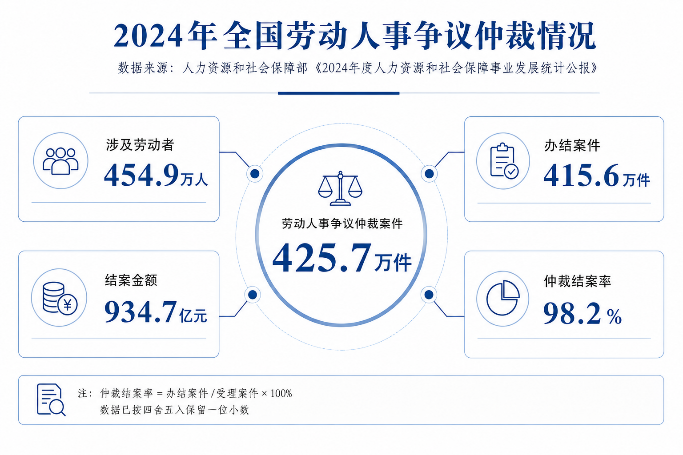 2024年全国劳动人事争议仲裁情况
数据来源：人力资源和社会保障部《2024年度人力资源和社会保障事业发展统计公报》
涉及劳动者
454.9万人
办结案件
415.6万件
劳动人事争议仲裁案件
425.7万件
结案金额
934.7亿元
仲裁结案率
98.2%
注：仲裁结案率=办结案件/受理案件×100%
数据已按四舍五入保留一位小数